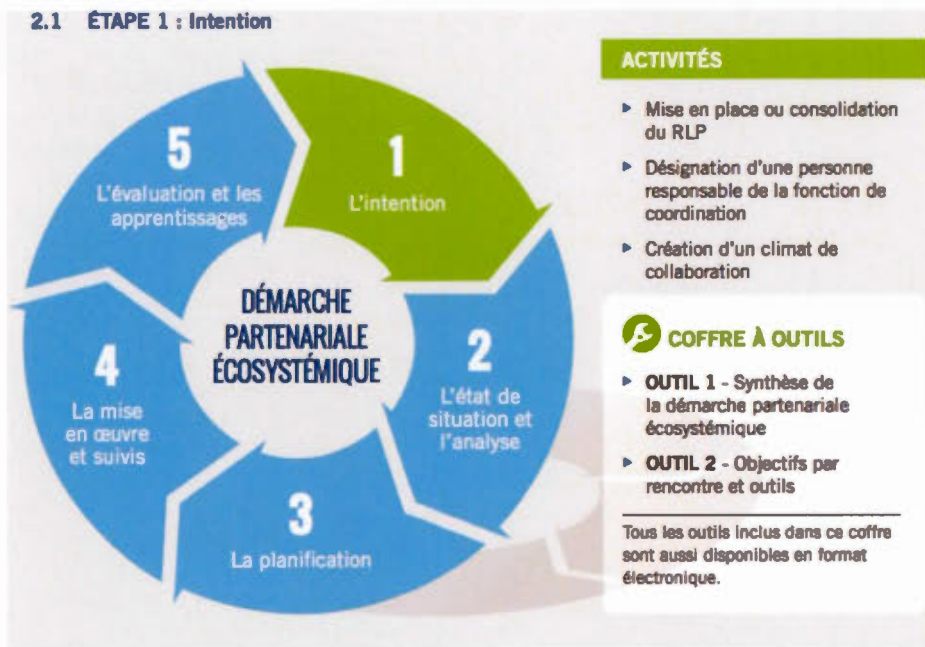 2.1 ÉTAPE 1 : Intention
1
L'intention
2
L'état de
situation et
l'analyse
3
La planification
4
La mise
en œuvre
et suivis
5
L'évaluation et les
apprentissages
DÉMARCHE
PARTENARIALE
ÉCOSYSTÉMIQUE
ACTIVITÉS
▸ Mise en place ou consolidation
du RLP
▸ Désignation d'une personne
responsable de la fonction de
coordination
▸ Création d'un climat de
collaboration
COFFRE À OUTILS
▸ OUTIL 1 - Synthèse de
la démarche partenariale
écosystémique
▸ OUTIL 2 - Objectifs par
rencontre et outils
Tous les outils inclus dans ce coffre
sont aussi disponibles en format
électronique.